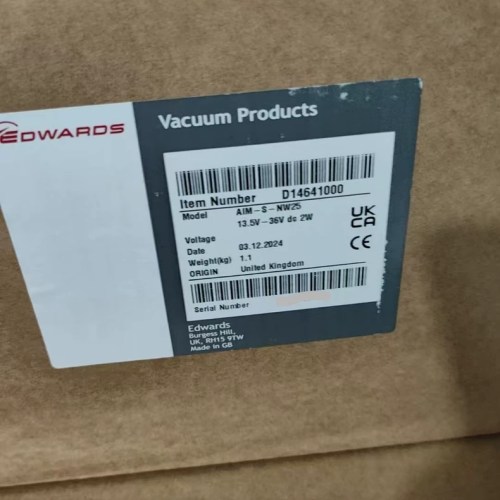 EDWARDS
Vacuum Products
Item Number D14641000
Model AIM-S-NW25
13.5V-36V dc 2W
Voltage
Date 03.12.2024
Weight(kg) 1.1
ORIGIN United Kingdom
UK
CA
CE
Serial Number
Edwards
Burgess Hill,
UK, RH15 9TW
Made in GB